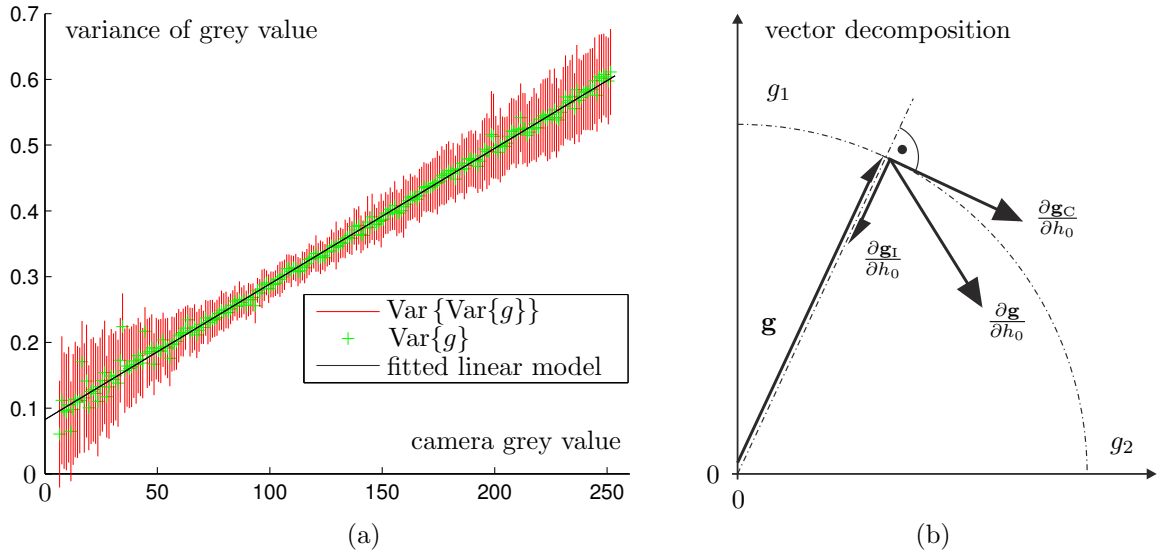 variance of grey value
0.7
0.6
0.5
0.4
0.3
0.2
0.1
0
Var {Var{g}}
Var{g}
fitted linear model
camera grey value
0 50 100 150 200 250
(a)
vector decomposition
g₁
g₂
g
∂g_C/∂h₀
∂g_I/∂h₀
∂g/∂h₀
0
0
(b)